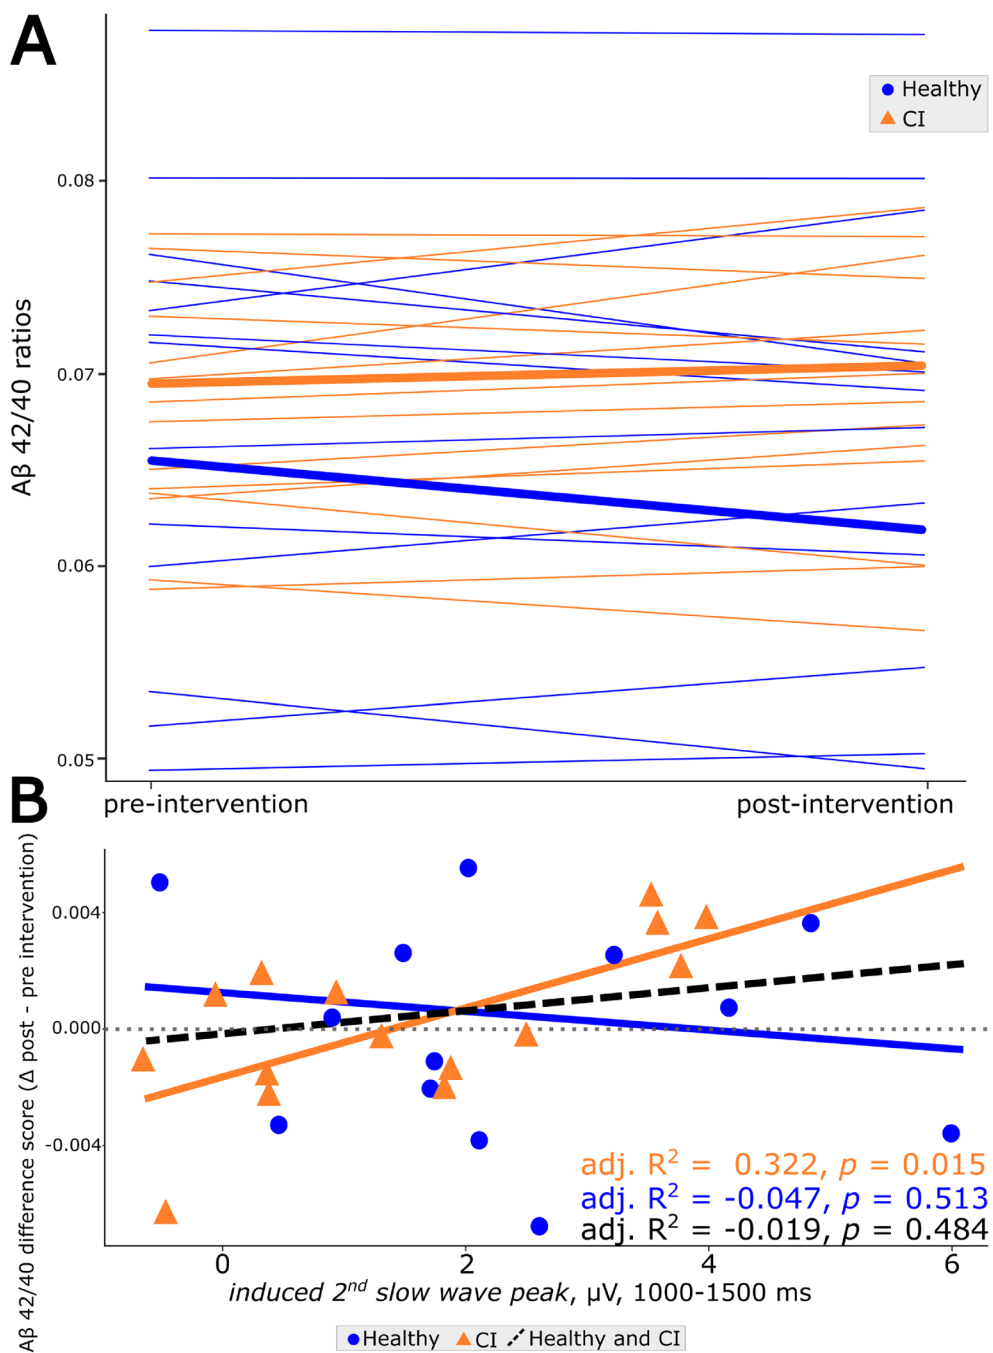 A
Healthy
CI
Aβ 42/40 ratios
0.08
0.07
0.06
0.05
pre-intervention
post-intervention
B
Aβ 42/40 difference score (Δ post - pre intervention)
0.004
0.000
-0.004
adj. R² = 0.322, p = 0.015
adj. R² = -0.047, p = 0.513
adj. R² = -0.019, p = 0.484
0 2 4 6
induced 2nd slow wave peak, µV, 1000-1500 ms
Healthy CI Healthy and CI